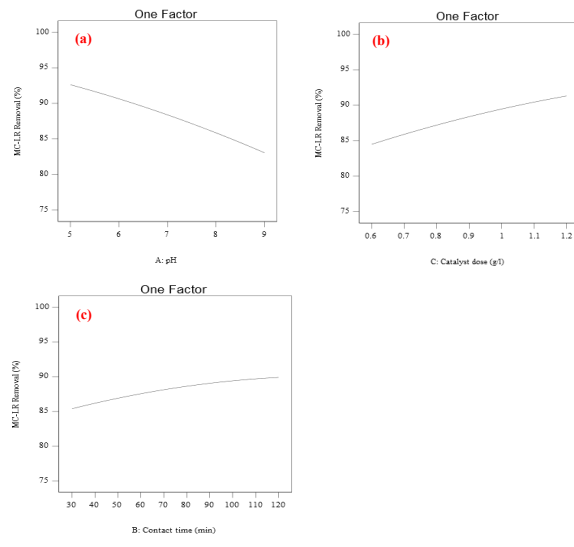 One Factor
(a)
100
95
90
85
80
75
MC-LR Removal (%)
5 6 7 8 9
A: pH
One Factor
(b)
100
95
90
85
80
75
MC-LR Removal (%)
0.6 0.7 0.8 0.9 1 1.1 1.2
C: Catalyst dose (g/l)
One Factor
(c)
100
95
90
85
80
75
MC-LR Removal (%)
30 40 50 60 70 80 90 100 110 120
B: Contact time (min)